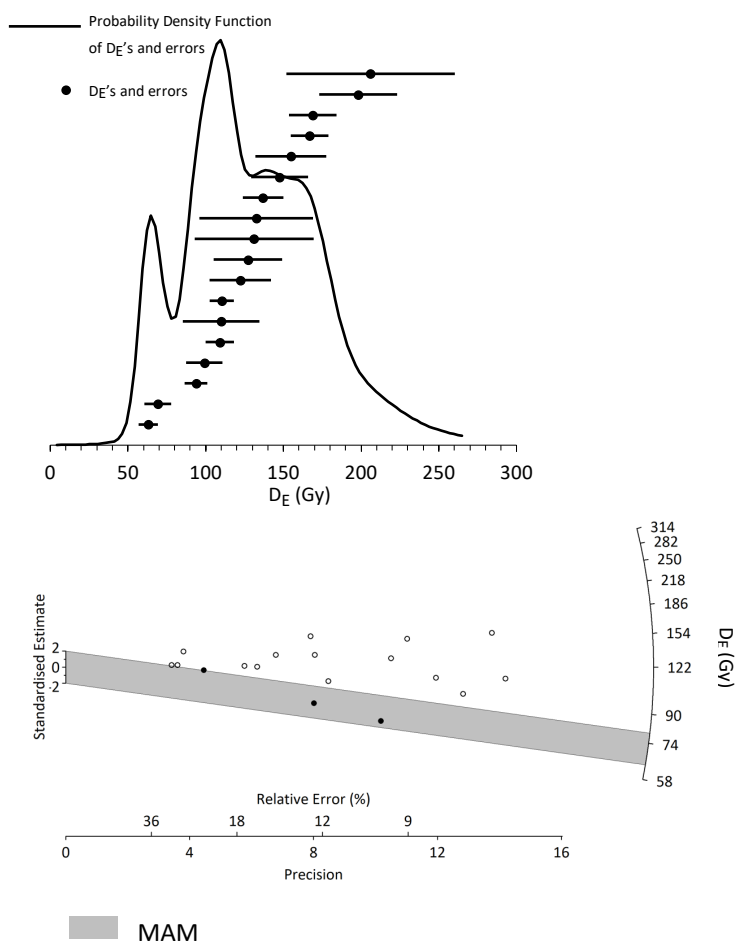 Probability Density Function
of DE's and errors
DE's and errors
0 50 100 150 200 250 300
DE (Gy)
314
282
250
218
186
154
122
90
74
58
DE (Gy)
Standardised Estimate
2
0
-2
Relative Error (%)
36 18 12 9
0 4 8 12 16
Precision
MAM